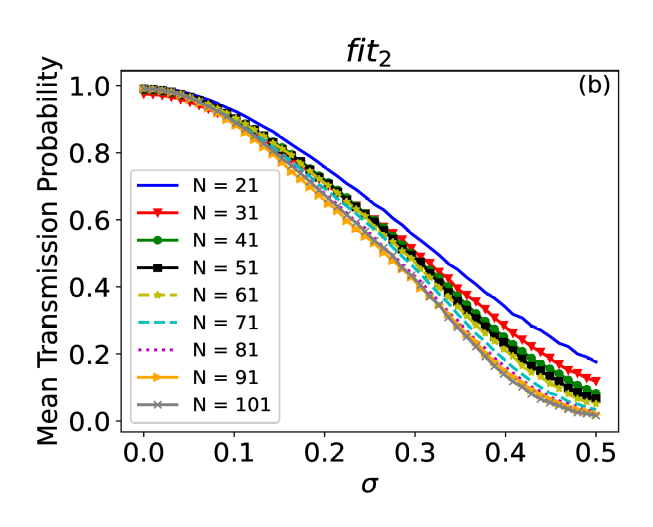 fit₂
(b)
Mean Transmission Probability
1.0
0.8
0.6
0.4
0.2
0.0
N = 21
N = 31
N = 41
N = 51
N = 61
N = 71
N = 81
N = 91
N = 101
0.0 0.1 0.2 0.3 0.4 0.5
σ